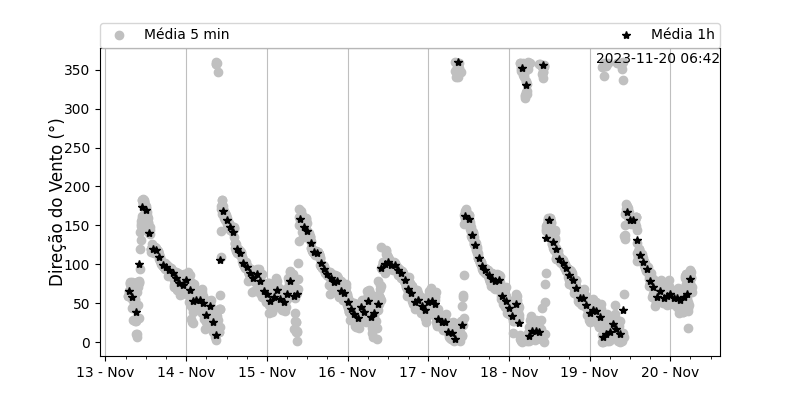 Média 5 min
Média 1h
2023-11-20 06:42
Direção do Vento (°)
350
300
250
200
150
100
50
0
13 - Nov
14 - Nov
15 - Nov
16 - Nov
17 - Nov
18 - Nov
19 - Nov
20 - Nov